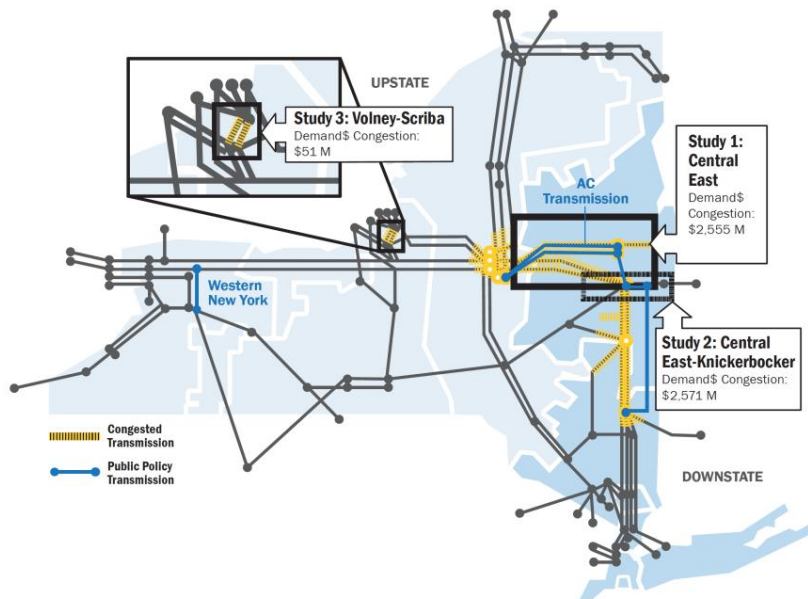 UPSTATE
Study 3: Volney-Scriba
Demand$ Congestion:
$51 M
Study 1:
Central
East
Demand$
Congestion:
$2,555 M
AC
Transmission
Western
New York
Study 2: Central
East-Knickerbocker
Demand$ Congestion:
$2,571 M
Congested
Transmission
Public Policy
Transmission
DOWNSTATE